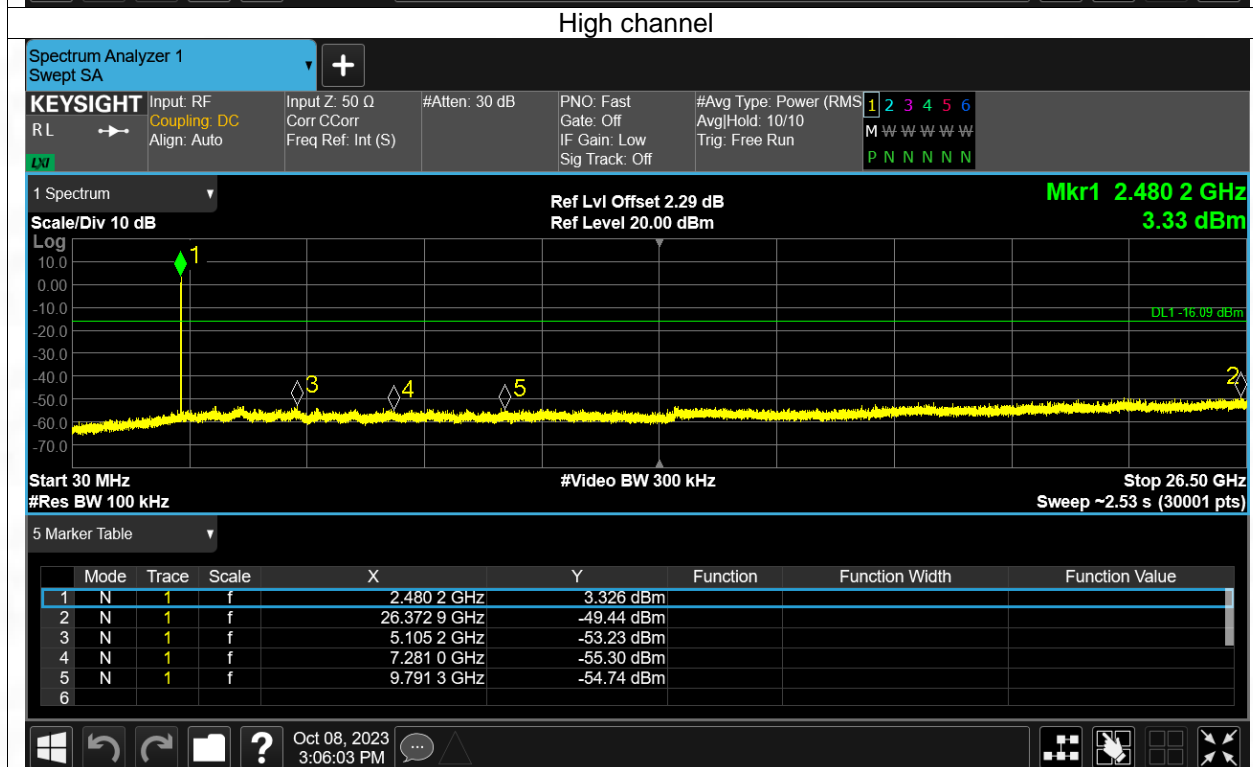 High channel
Spectrum Analyzer 1
Swept SA
KEYSIGHT Input: RF Input Z: 50 Ω #Atten: 30 dB PNO: Fast #Avg Type: Power (RMS 1 2 3 4 5 6
RL Coupling: DC Corr CCorr Gate: Off Avg|Hold: 10/10 M W W W W W
Align: Auto Freq Ref: Int (S) IF Gain: Low Trig: Free Run
LXI Sig Track: Off P N N N N N
1 Spectrum Ref Lvl Offset 2.29 dB Mkr1 2.480 2 GHz
Scale/Div 10 dB Ref Level 20.00 dBm 3.33 dBm
Log
1
10.0
0.00
-10.0
DL1 -16.09 dBm
-20.0
-30.0
-40.0 3 4 5 2
-50.0
-60.0
-70.0
Start 30 MHz #Video BW 300 kHz Stop 26.50 GHz
#Res BW 100 kHz Sweep ~2.53 s (30001 pts)
5 Marker Table
Mode Trace Scale X Y Function Function Width Function Value
1 N 1 f 2.480 2 GHz 3.326 dBm
2 N 1 f 26.372 9 GHz -49.44 dBm
3 N 1 f 5.105 2 GHz -53.23 dBm
4 N 1 f 7.281 0 GHz -55.30 dBm
5 N 1 f 9.791 3 GHz -54.74 dBm
6
? Oct 08, 2023
3:06:03 PM